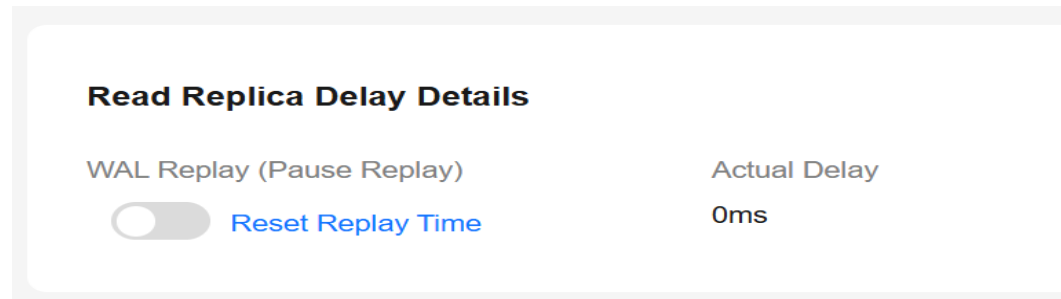 Read Replica Delay Details
WAL Replay (Pause Replay)
Actual Delay
Reset Replay Time
0ms